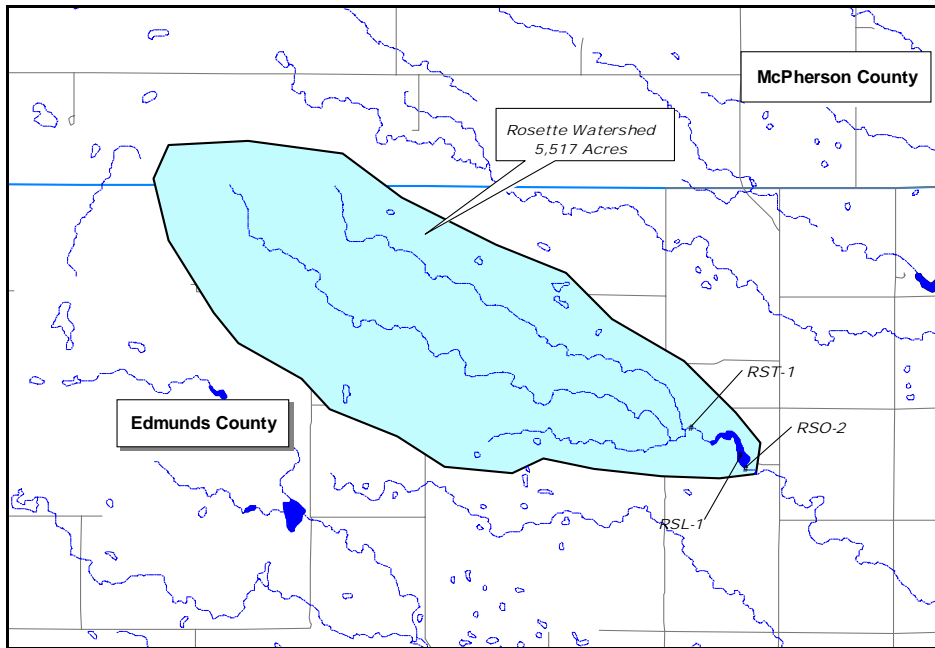 McPherson County
Rosette Watershed
5,517 Acres
RST-1
Edmunds County
RSO-2
RSL-1